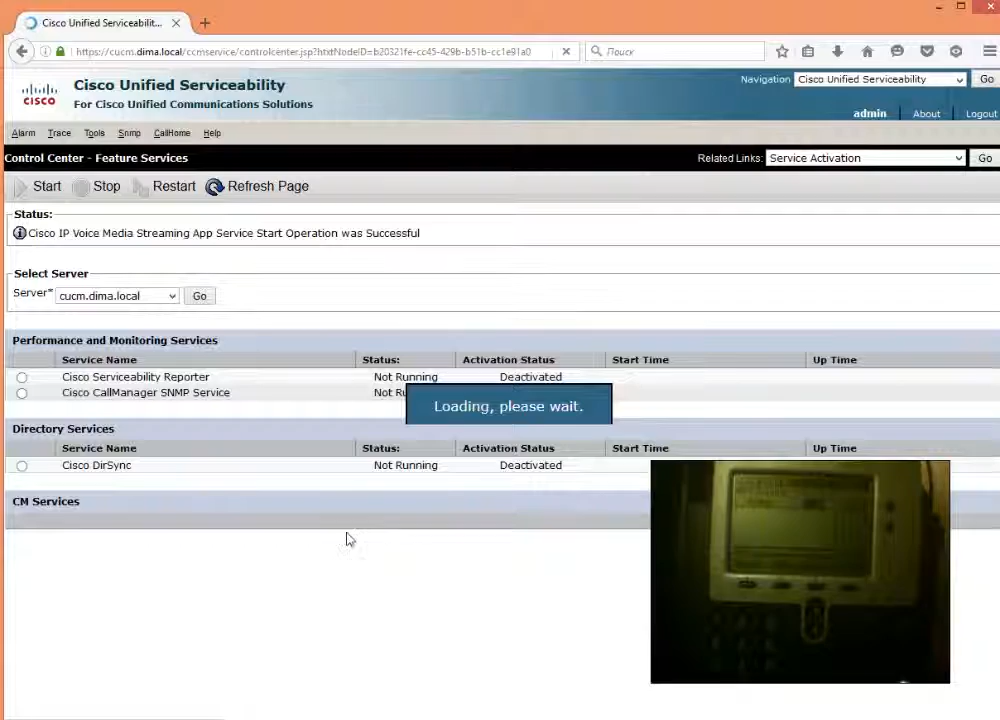 Cisco Unified Serviceabilit...
https://cucm.dima.local/ccmservice/controlcenter.jsp?htxtNodeID=b20321fe-cc45-429b-b51b-cc1e91a0
Поиск
CISCO
Cisco Unified Serviceability
For Cisco Unified Communications Solutions
Navigation Cisco Unified Serviceability Go
admin About Logout
Alarm Trace Tools Snmp CallHome Help
Control Center - Feature Services
Related Links: Service Activation Go
Start Stop Restart Refresh Page
Status:
Cisco IP Voice Media Streaming App Service Start Operation was Successful
Select Server
Server* cucm.dima.local Go
Performance and Monitoring Services
Service Name Status: Activation Status Start Time Up Time
Cisco Serviceability Reporter Not Running Deactivated
Cisco CallManager SNMP Service Not Ru
Loading, please wait.
Directory Services
Service Name Status: Activation Status Start Time Up Time
Cisco DirSync Not Running Deactivated
CM Services